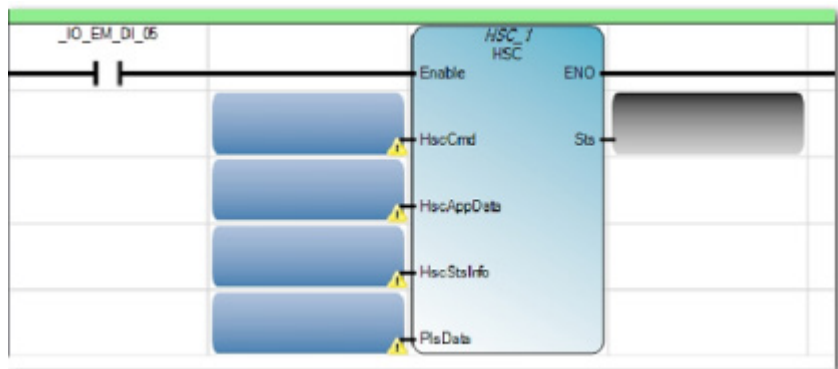 _IO_EM_DI_05
HSC_1
HSC
Enable ENO
HscCmd Sts
HscAppData
HscStsInfo
PlsData